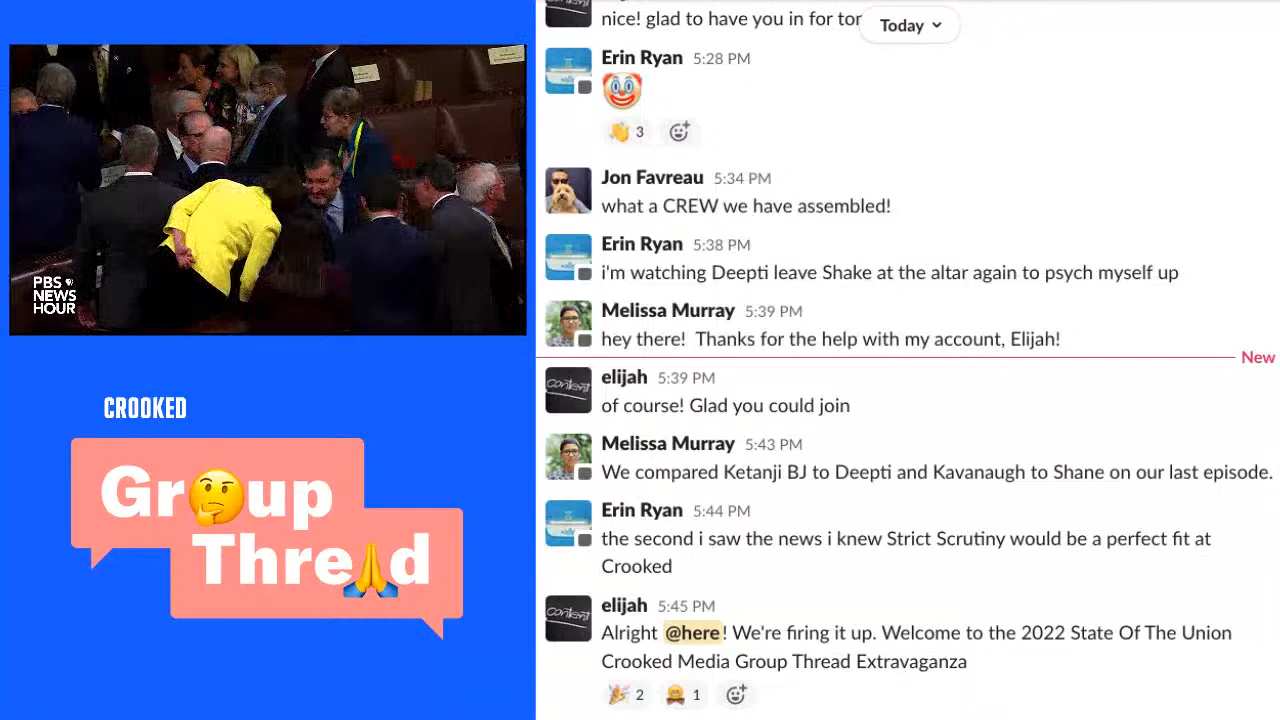 PBS
NEWS
HOUR
CROOKED
Group
Thread
nice! glad to have you in for
Today
Erin Ryan 5:28 PM
3
Jon Favreau 5:34 PM
what a CREW we have assembled!
Erin Ryan 5:38 PM
i'm watching Deepti leave Shake at the altar again to psych myself up
Melissa Murray 5:39 PM
hey there! Thanks for the help with my account, Elijah!
New
elijah 5:39 PM
of course! Glad you could join
Melissa Murray 5:43 PM
We compared Ketanji BJ to Deepti and Kavanaugh to Shane on our last episode.
Erin Ryan 5:44 PM
the second i saw the news i knew Strict Scrutiny would be a perfect fit at
Crooked
content
elijah 5:45 PM
Alright @here! We're firing it up. Welcome to the 2022 State Of The Union
Crooked Media Group Thread Extravaganza
2 1